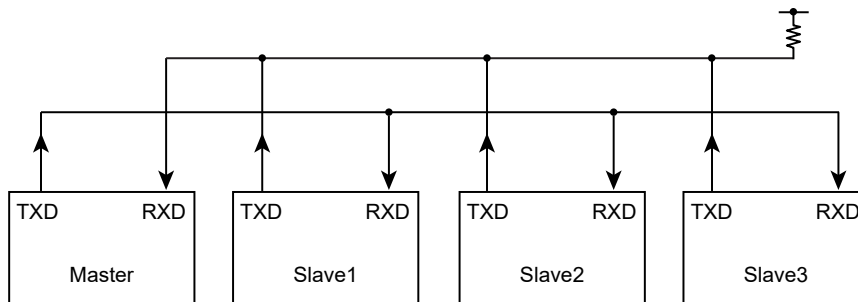 TXD RXD TXD RXD TXD RXD TXD RXD
Master Slave1 Slave2 Slave3